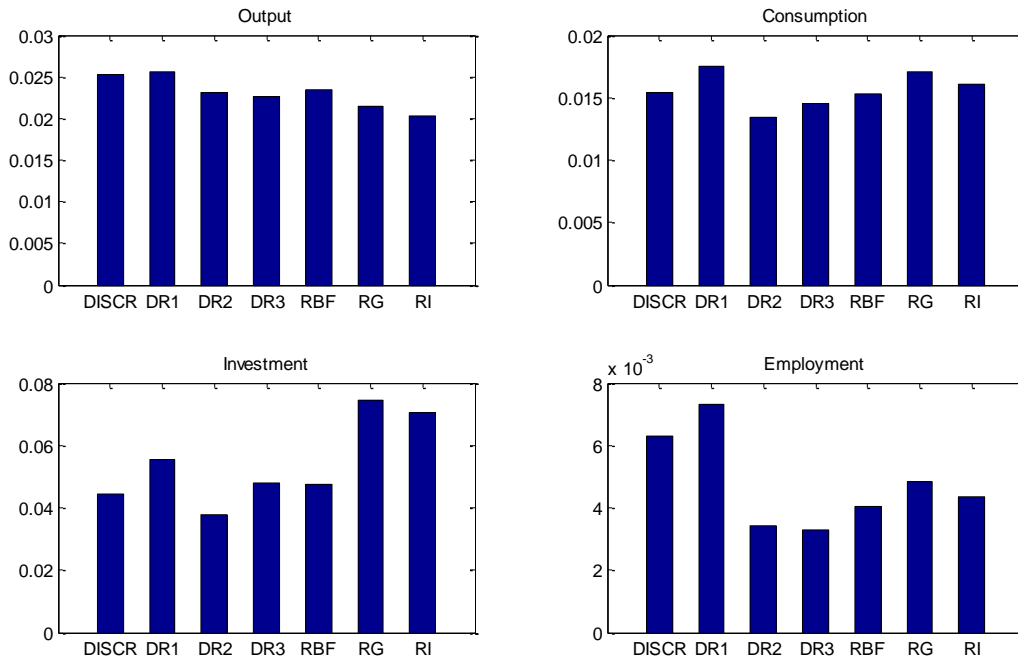 Output
0.03
0.025
0.02
0.015
0.01
0.005
0
DISCR DR1 DR2 DR3 RBF RG RI
Consumption
0.02
0.015
0.01
0.005
0
DISCR DR1 DR2 DR3 RBF RG RI
Investment
0.08
0.06
0.04
0.02
0
DISCR DR1 DR2 DR3 RBF RG RI
Employment
x 10⁻³
8
6
4
2
0
DISCR DR1 DR2 DR3 RBF RG RI